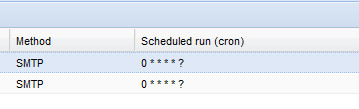 Method Scheduled run (cron)
SMTP 0 * * * * ?
SMTP 0 * * * * ?